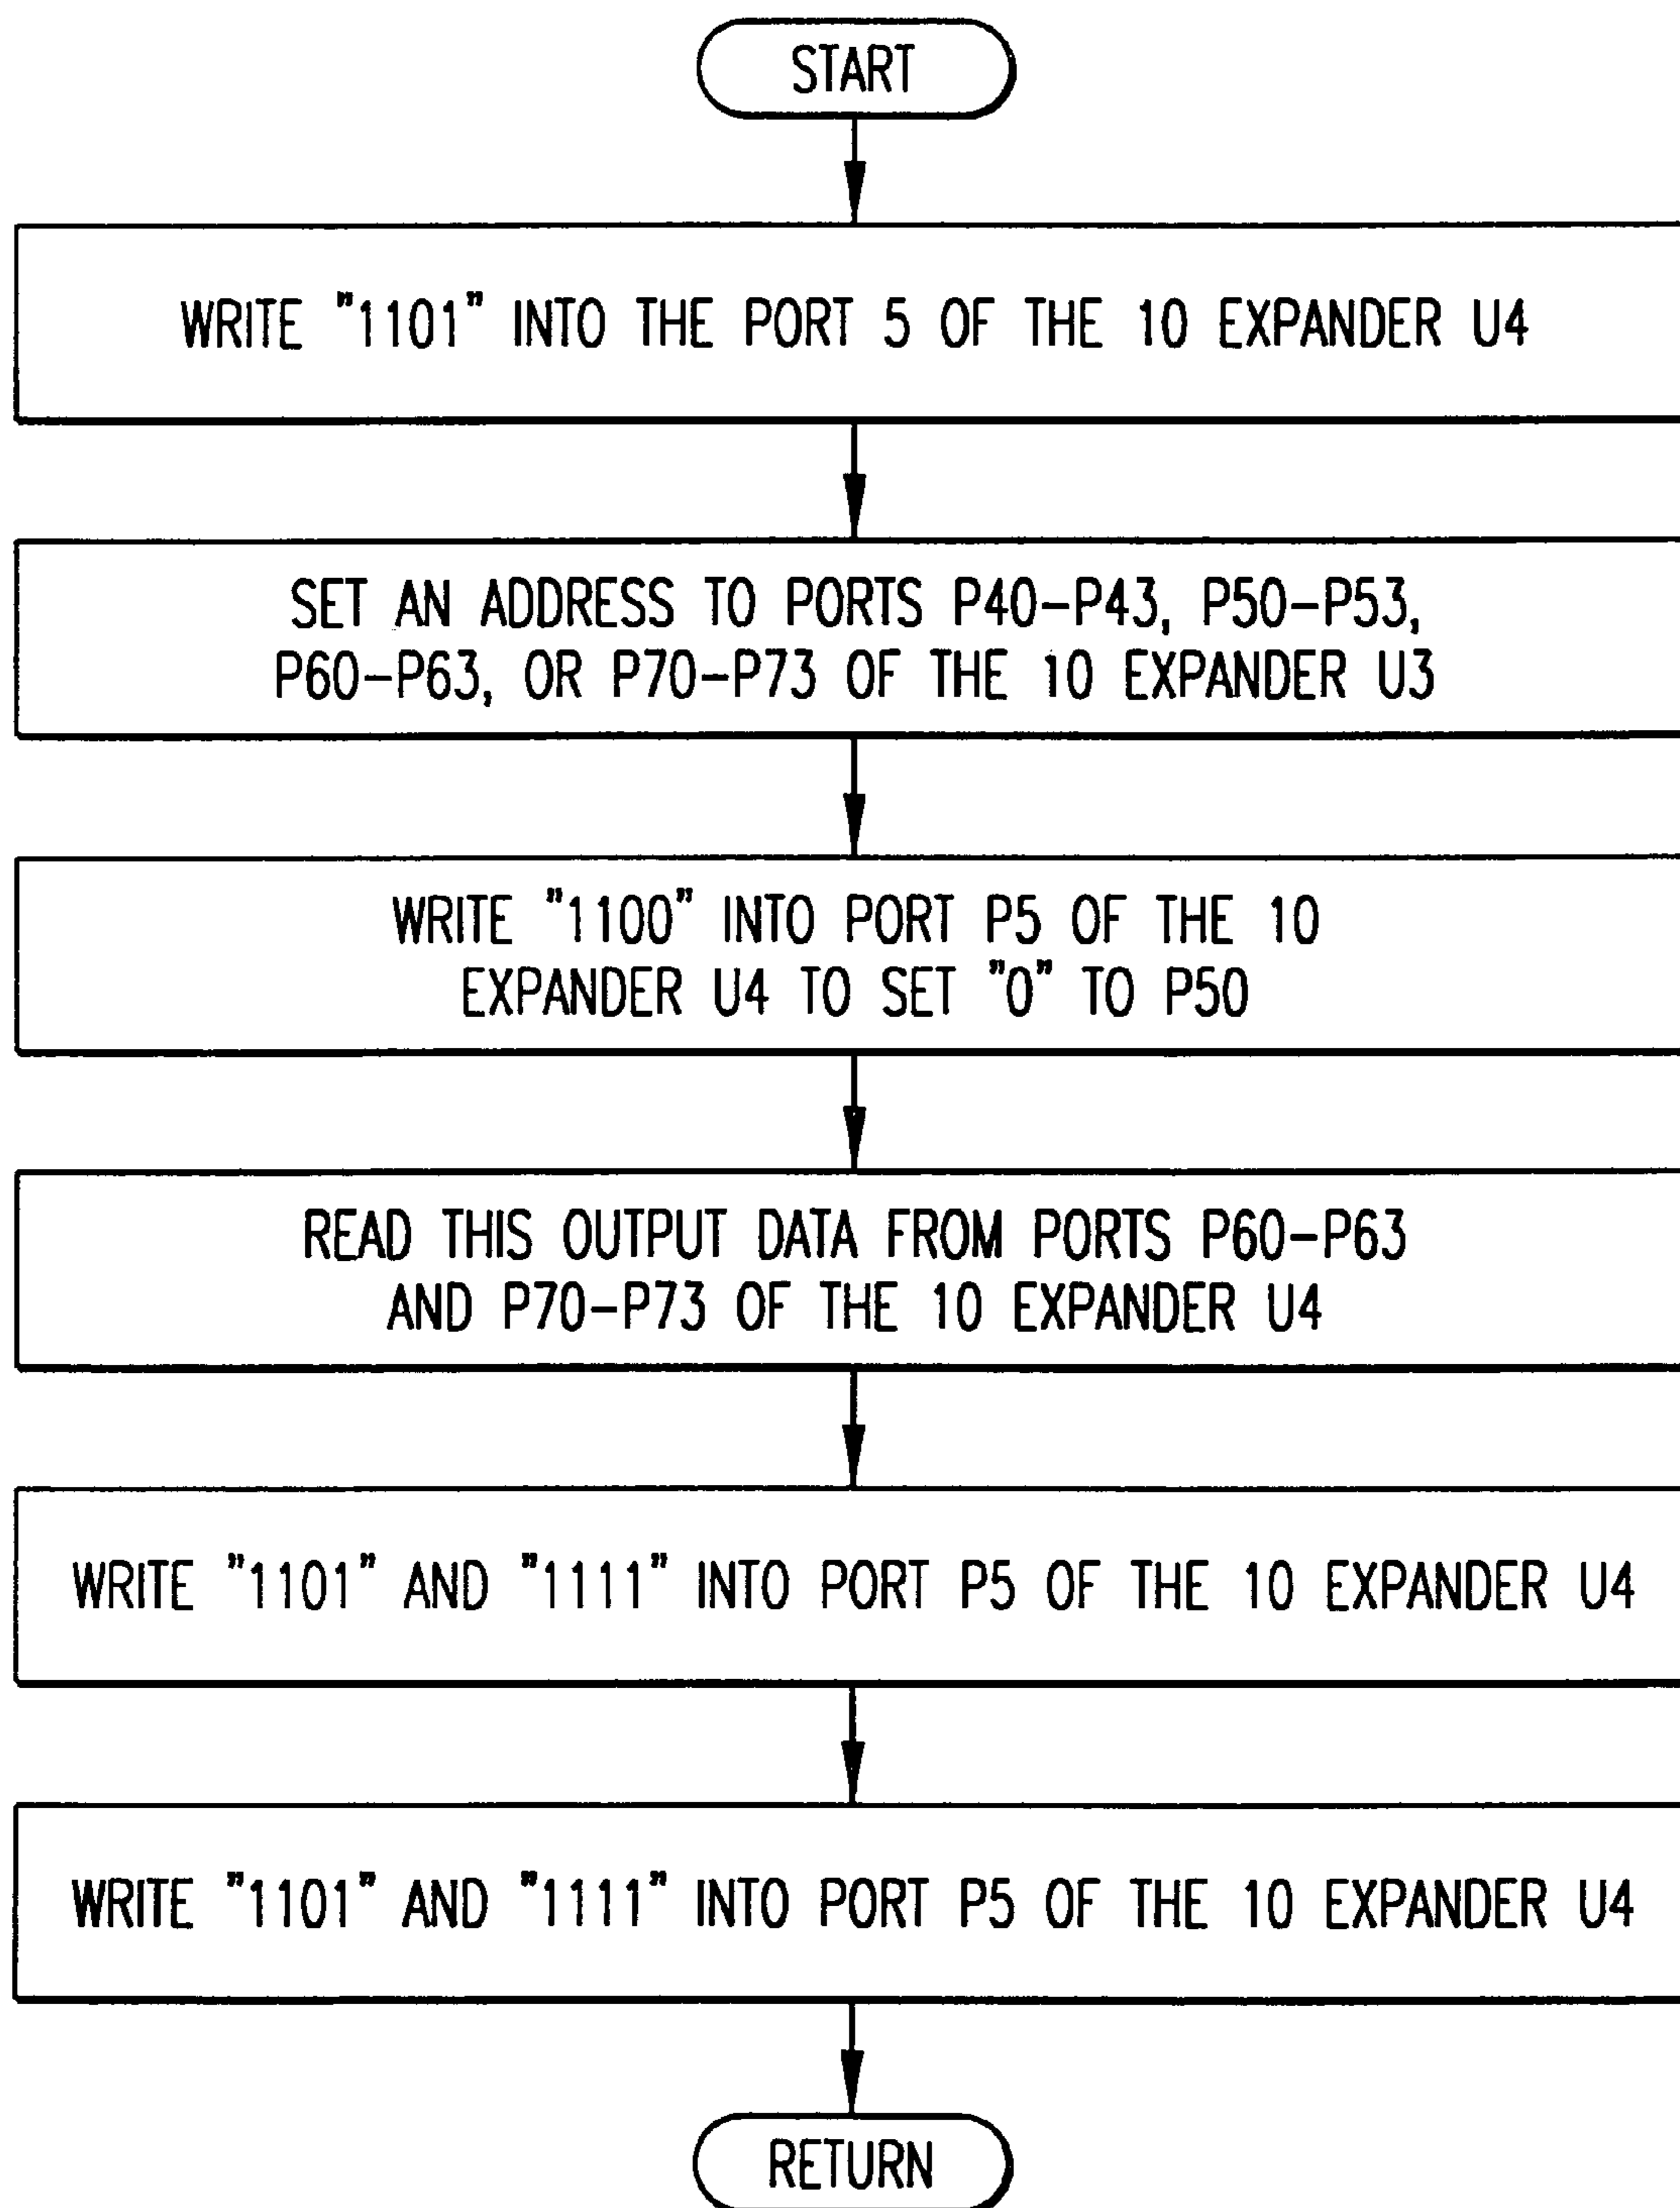 START
WRITE "1101" INTO THE PORT 5 OF THE 10 EXPANDER U4
SET AN ADDRESS TO PORTS P40-P43, P50-P53,
P60-P63, OR P70-P73 OF THE 10 EXPANDER U3
WRITE "1100" INTO PORT P5 OF THE 10
EXPANDER U4 TO SET "0" TO P50
READ THIS OUTPUT DATA FROM PORTS P60-P63
AND P70-P73 OF THE 10 EXPANDER U4
WRITE "1101" AND "1111" INTO PORT P5 OF THE 10 EXPANDER U4
WRITE "1101" AND "1111" INTO PORT P5 OF THE 10 EXPANDER U4
RETURN